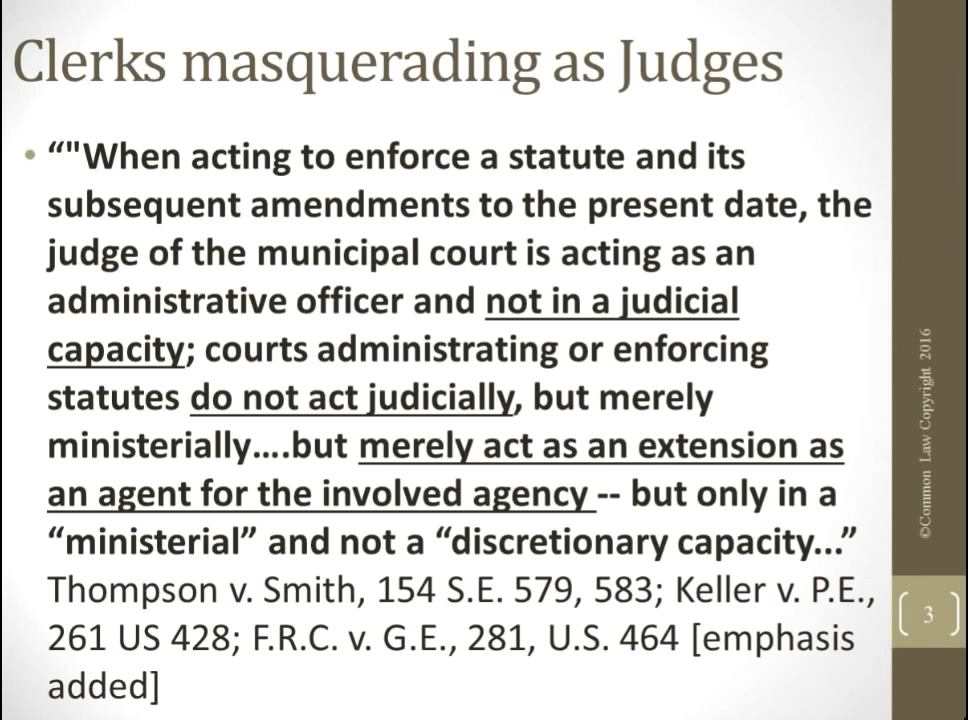 Clerks masquerading as Judges
• “"When acting to enforce a statute and its
subsequent amendments to the present date, the
judge of the municipal court is acting as an
administrative officer and not in a judicial
capacity; courts administrating or enforcing
statutes do not act judicially, but merely
ministerially....but merely act as an extension as
an agent for the involved agency -- but only in a
“ministerial” and not a “discretionary capacity...”
Thompson v. Smith, 154 S.E. 579, 583; Keller v. P.E.,
261 US 428; F.R.C. v. G.E., 281, U.S. 464 [emphasis
added]
©Common Law Copyright 2016
3